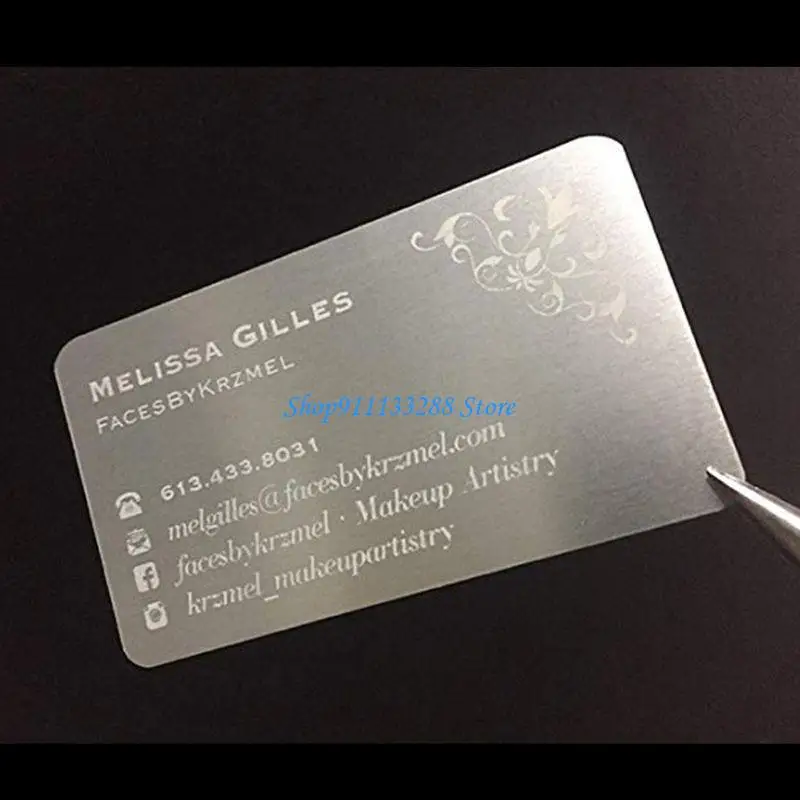 MELISSA GILLES
FACESBYKRZMEL
Shop911133288 Store
613.433.8031
melgilles@facesbykrzmel.com
facesbykrzmel · Makeup Artistry
krzmel_makeupartistry